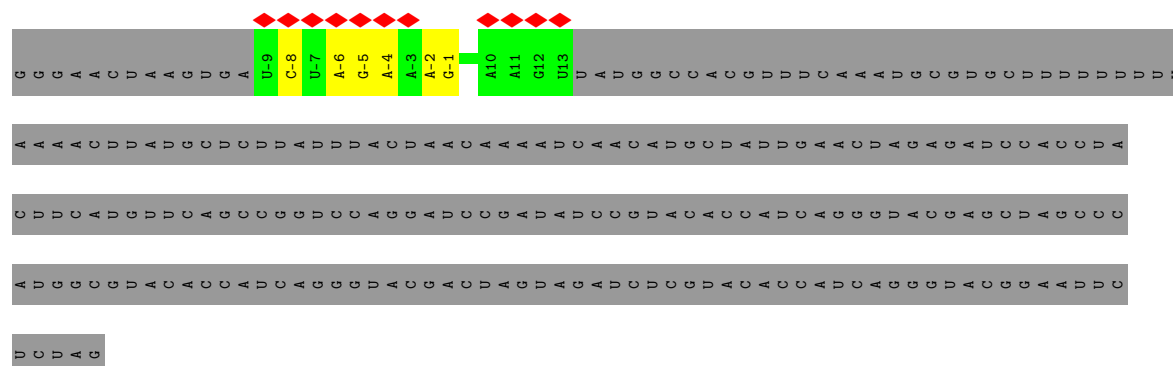 G G G A A C U A A G U G A U-9 C-8 U-7 A-6 G-5 A-4 A-3 A-2 G-1 A10 A11 G12 U13 U A U G G C C A C G U U U C A A A U G C G U G C U U U U U U U U U
A A A A C U U A U G C U C U U A U U U A C U A A C A A A A U C A A C A U G C U A U U G A A C U A G A G A U C C A C C U A
C U U C A U G U U C A G C C G G U C C A G G A U C C G A U A U C C G U A C A C C A U C A G G G U A C G A G C U A G C C C
A U G G C G U A C A C C A U C A G G G U A C G A C U A G U A G A U C U C G U A C A C C A U C A G G G U A C G G A A U U C
U C U A G